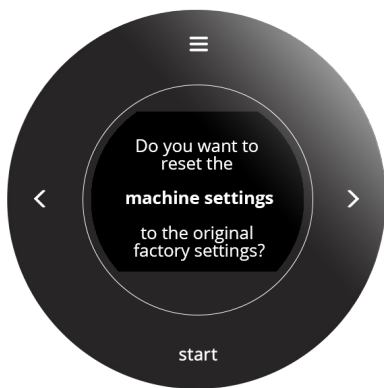 Do you want to
reset the
machine settings
to the original
factory settings?
start